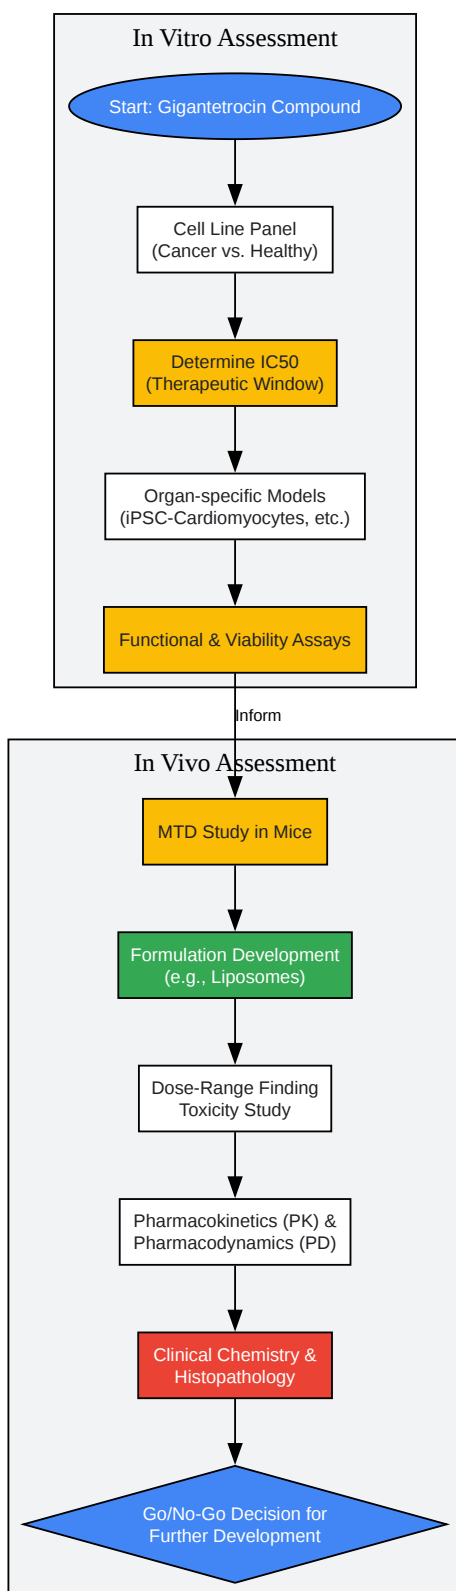 In Vitro Assessment
Start: Gigantetrocin Compound
Cell Line Panel
(Cancer vs. Healthy)
Determine IC50
(Therapeutic Window)
Organ-specific Models
(iPSC-Cardiomyocytes, etc.)
Functional & Viability Assays
Inform
In Vivo Assessment
MTD Study in Mice
Formulation Development
(e.g., Liposomes)
Dose-Range Finding
Toxicity Study
Pharmacokinetics (PK) &
Pharmacodynamics (PD)
Clinical Chemistry &
Histopathology
Go/No-Go Decision for
Further Development